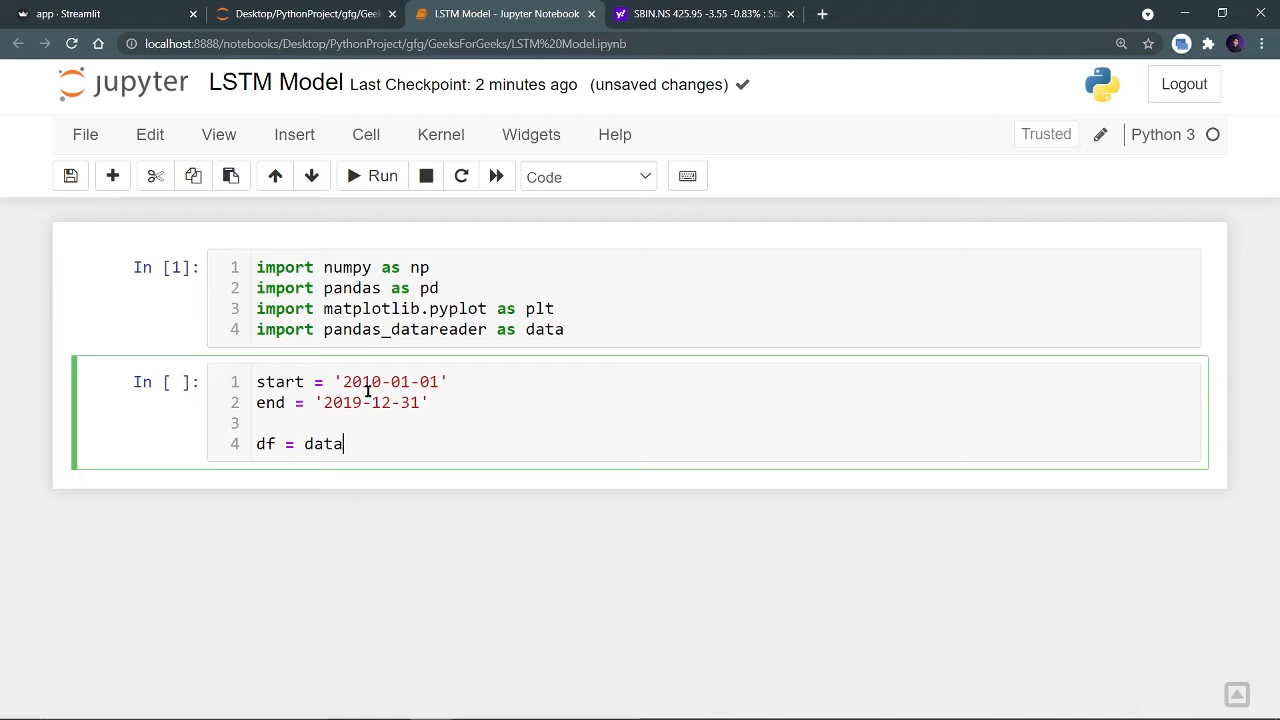 app · Streamlit
Desktop/PythonProject/gfg/Gee
LSTM Model - Jupyter Notebook
SBIN.NS 425.95 -3.55 -0.83% : St
localhost:8888/notebooks/Desktop/PythonProject/gfg/GeeksForGeeks/LSTM%20Model.ipynb
jupyter LSTM Model Last Checkpoint: 2 minutes ago (unsaved changes)
Logout
File Edit View Insert Cell Kernel Widgets Help
Trusted Python 3
Run Code
In [1]:
1 import numpy as np
2 import pandas as pd
3 import matplotlib.pyplot as plt
4 import pandas_datareader as data
In [ ]:
1 start = '2010-01-01'
2 end = '2019-12-31'
3
4 df = data